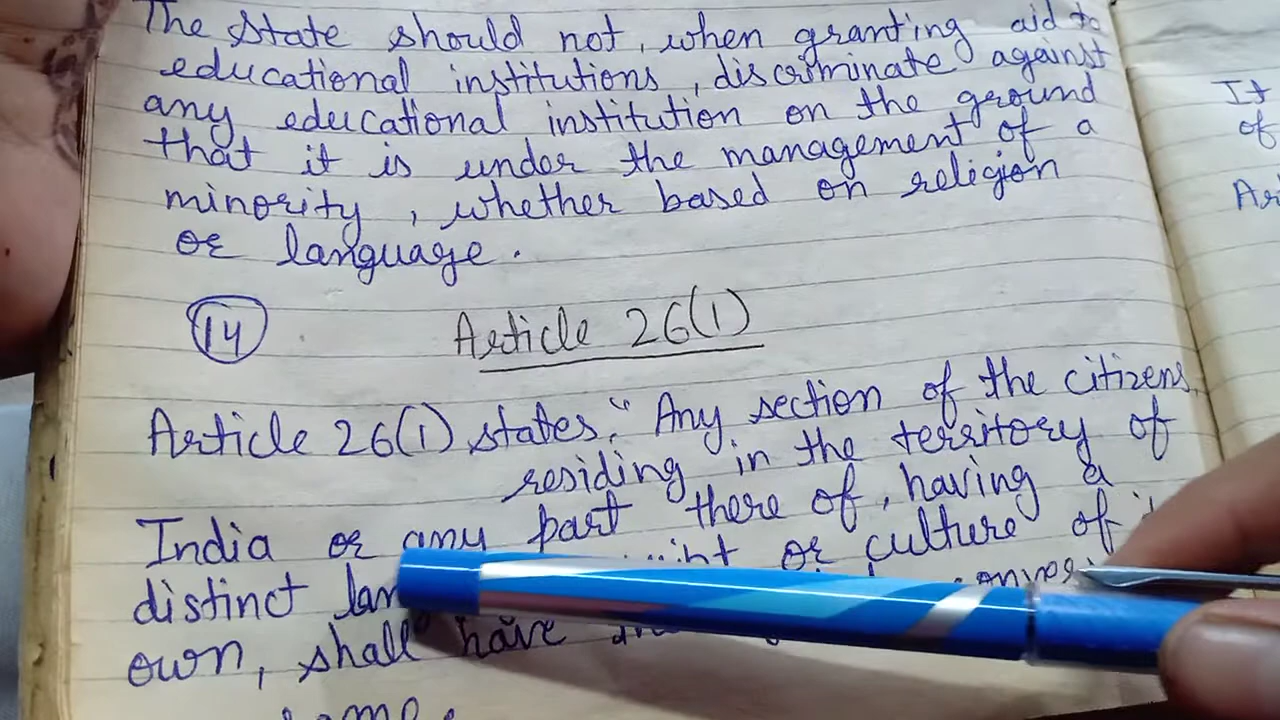 The State should not, when granting aid to
educational institutions, discriminate against
any educational institution on the ground
that it is under the management of a
minority, whether based on religion
or language.
14
Article 26(1)
Article 26(1) states, "Any section of the citizens
residing in the territory of
India or any part there of, having a
distinct or culture of
own, shall have
same.
It
of